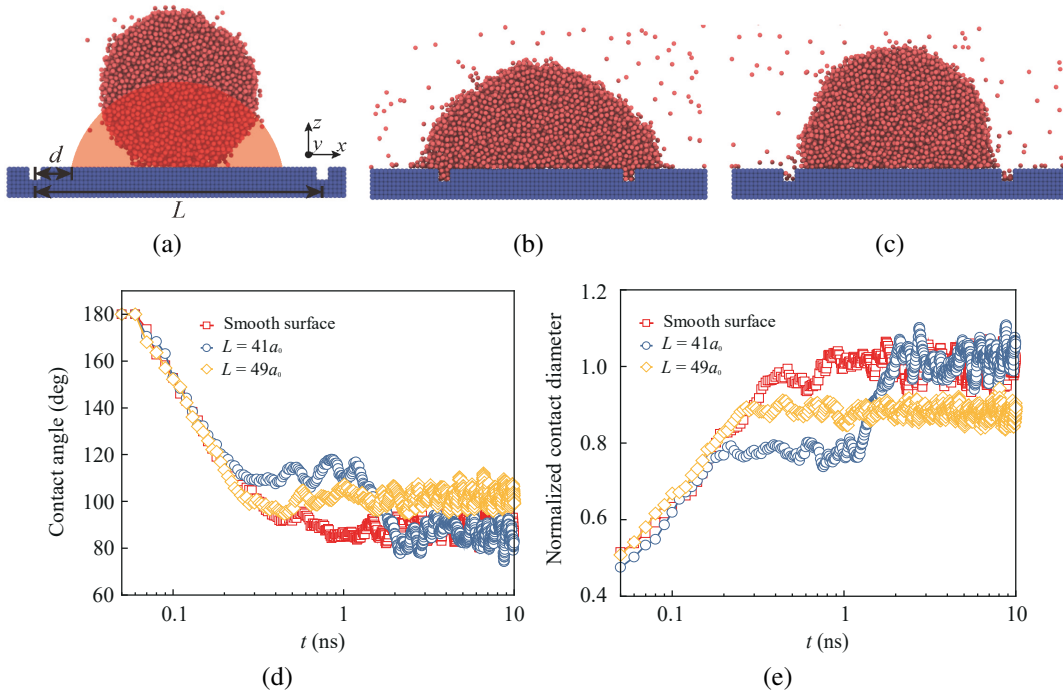 d
L
z
y
x
(a)
(b)
(c)
180
160
140
120
100
80
60
Contact angle (deg)
Smooth surface
L = 41a₀
L = 49a₀
0.1
1
10
t (ns)
(d)
1.2
1.0
0.8
0.6
0.4
Normalized contact diameter
Smooth surface
L = 41a₀
L = 49a₀
0.1
1
10
t (ns)
(e)